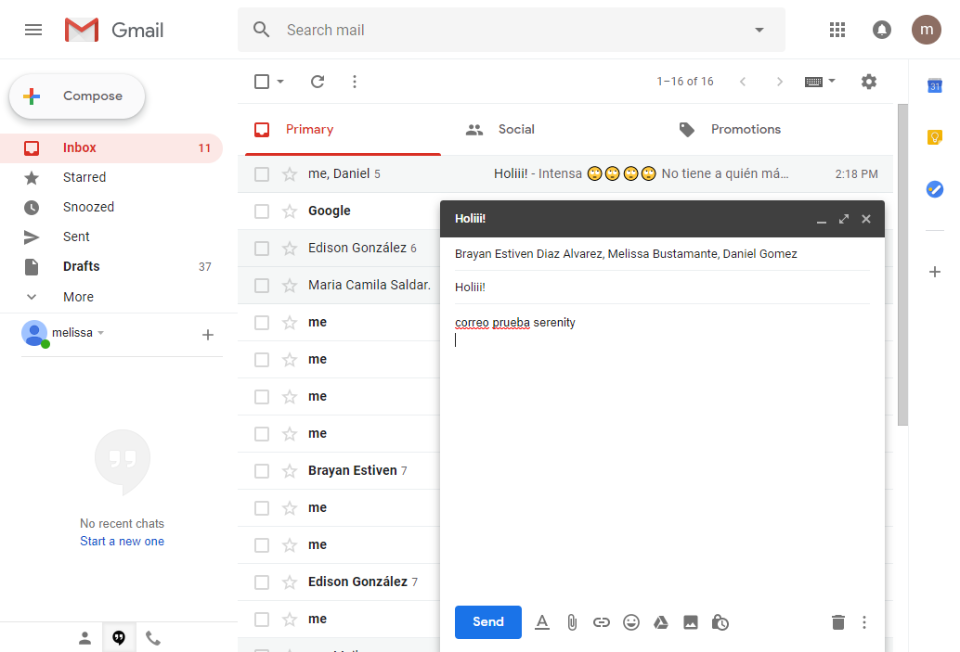 Gmail
Search mail
m
Compose
1–16 of 16
31
Primary
Social
Promotions
Inbox 11
Starred
Snoozed
Sent
Drafts 37
More
melissa
No recent chats
Start a new one
me, Daniel 5 Holiii! - Intensa 🙄🙄🙄🙄 No tiene a quién má… 2:18 PM
Google
Edison González 6
Maria Camila Saldar.
me
me
me
me
Brayan Estiven 7
me
me
Edison González 7
me
Holiii!
Brayan Estiven Diaz Alvarez, Melissa Bustamante, Daniel Gomez
Holiii!
correo prueba serenity
Send